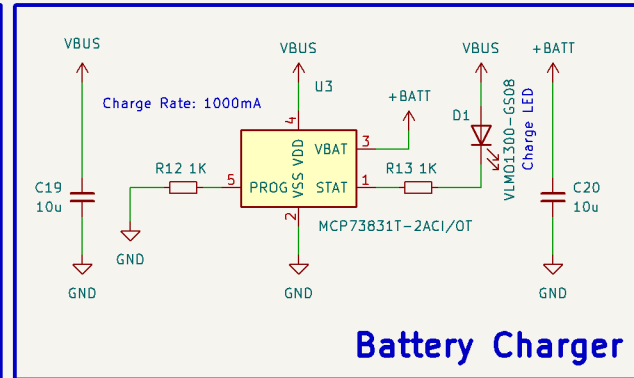 VBUS
VBUS
VBUS
+BATT
U3
Charge Rate: 1000mA
+BATT
D1
VLMO1300-GS08
Charge LED
4
VDD
VBAT
3
R12 1K
R13 1K
5
PROG
VSS
STAT
1
C19
10u
C20
10u
2
MCP73831T-2ACI/OT
GND
GND
GND
GND
Battery Charger